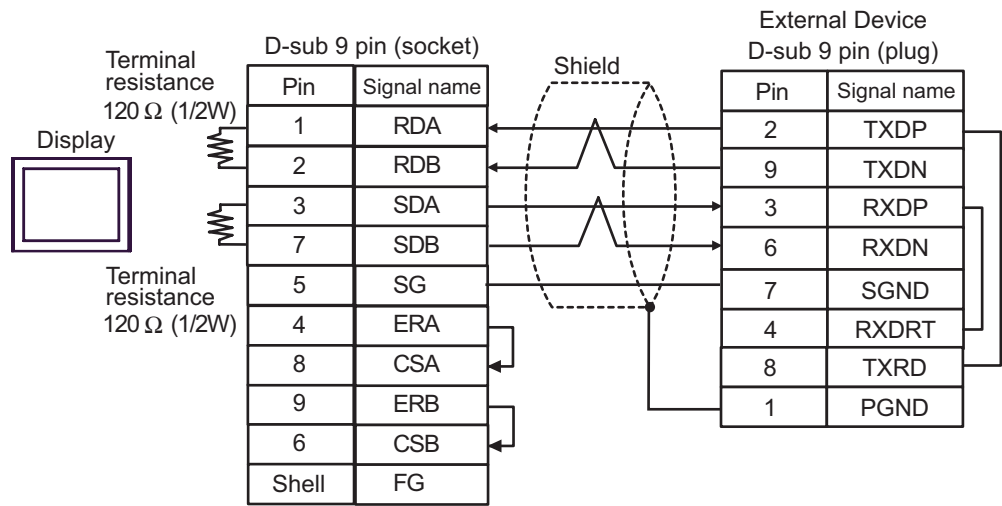 External Device
D-sub 9 pin (socket)
D-sub 9 pin (plug)
Terminal
resistance
120 Ω (1/2W)
Shield
Display
Pin Signal name
1 RDA
2 RDB
3 SDA
7 SDB
5 SG
4 ERA
8 CSA
9 ERB
6 CSB
Shell FG
Terminal
resistance
120 Ω (1/2W)
Pin Signal name
2 TXDP
9 TXDN
3 RXDP
6 RXDN
7 SGND
4 RXDRT
8 TXRD
1 PGND